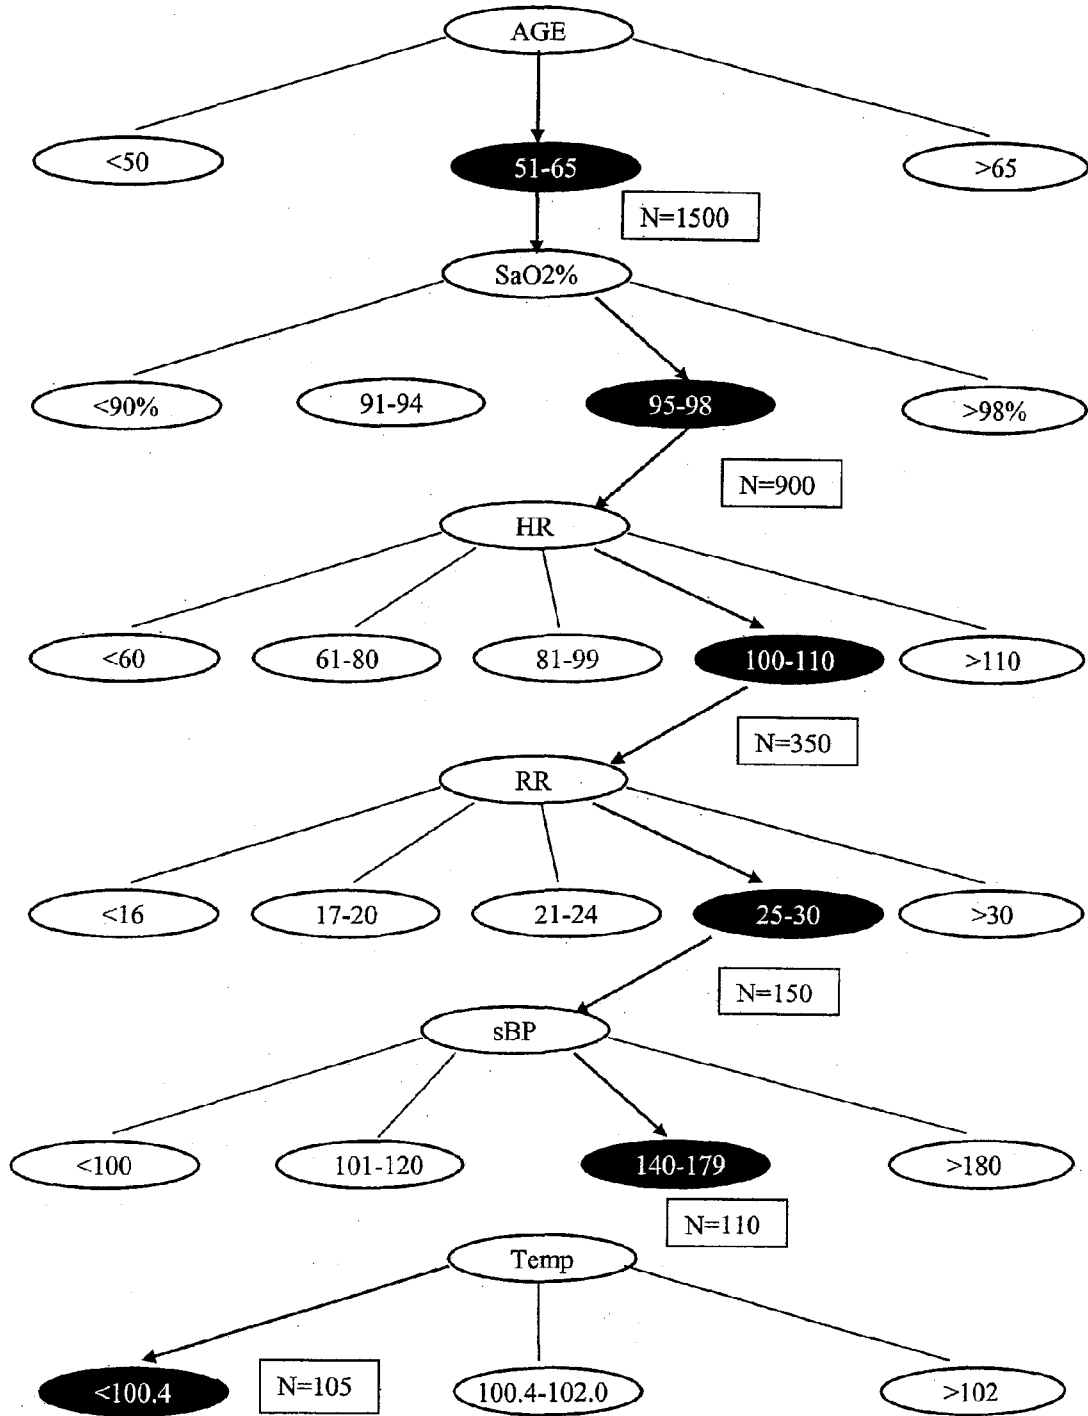 AGE
<50
51-65
>65
N=1500
SaO2%
<90%
91-94
95-98
>98%
N=900
HR
<60
61-80
81-99
100-110
>110
N=350
RR
<16
17-20
21-24
25-30
>30
N=150
sBP
<100
101-120
140-179
>180
N=110
Temp
<100.4
N=105
100.4-102.0
>102